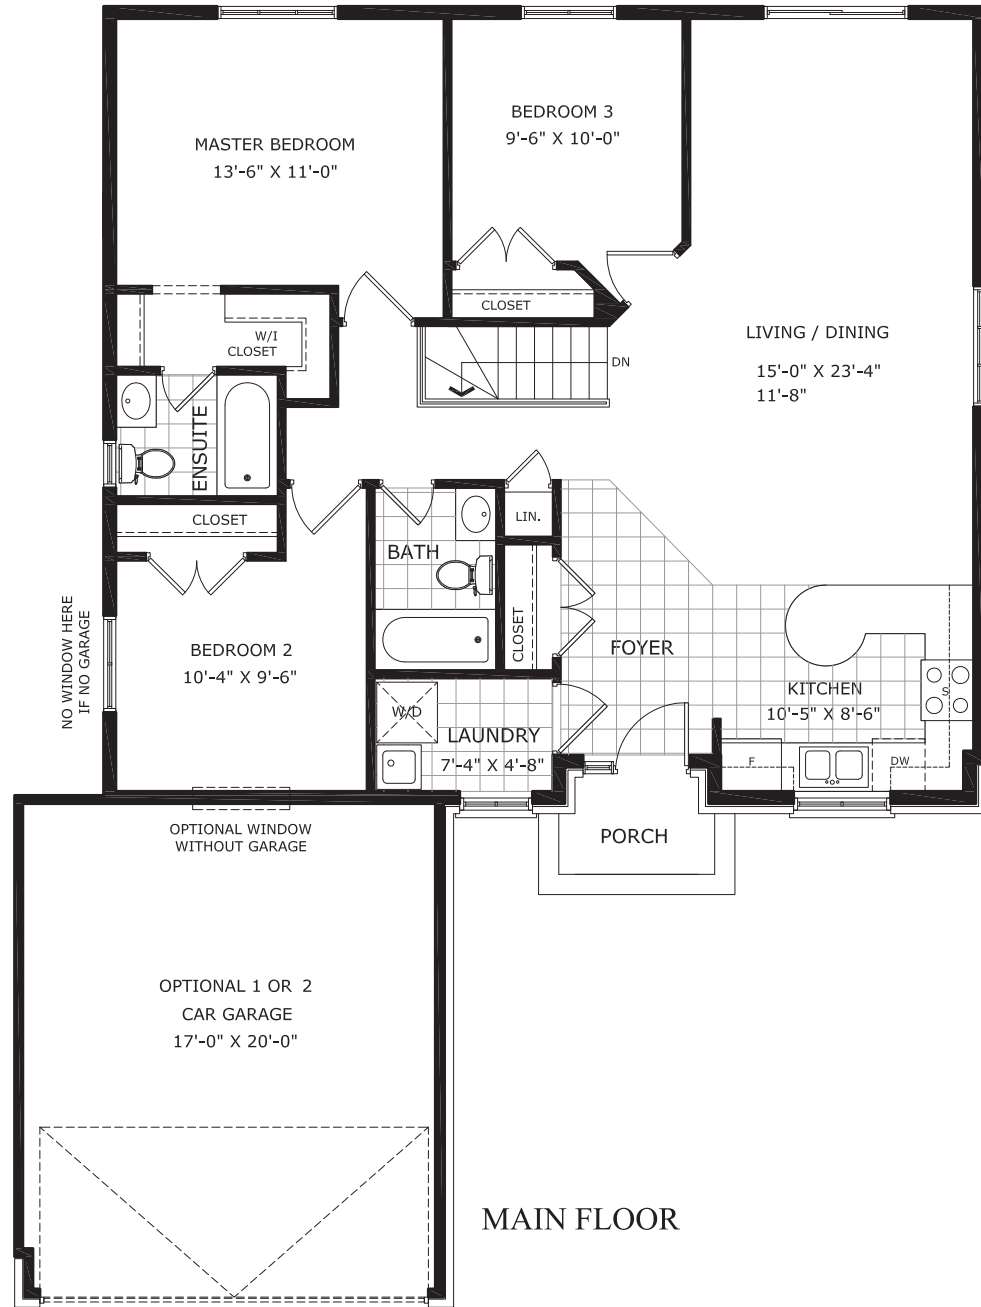 BEDROOM 3
9'-6" X 10'-0"
MASTER BEDROOM
13'-6" X 11'-0"
CLOSET
W/I
CLOSET
LIVING / DINING
15'-0" X 23'-4"
11'-8"
DN
ENSUITE
CLOSET
LIN.
BATH
CLOSET
NO WINDOW HERE
IF NO GARAGE
BEDROOM 2
10'-4" X 9'-6"
FOYER
KITCHEN
10'-5" X 8'-6"
S
W/D
LAUNDRY
7'-4" X 4'-8"
F
DW
OPTIONAL WINDOW
WITHOUT GARAGE
PORCH
OPTIONAL 1 OR 2
CAR GARAGE
17'-0" X 20'-0"
MAIN FLOOR